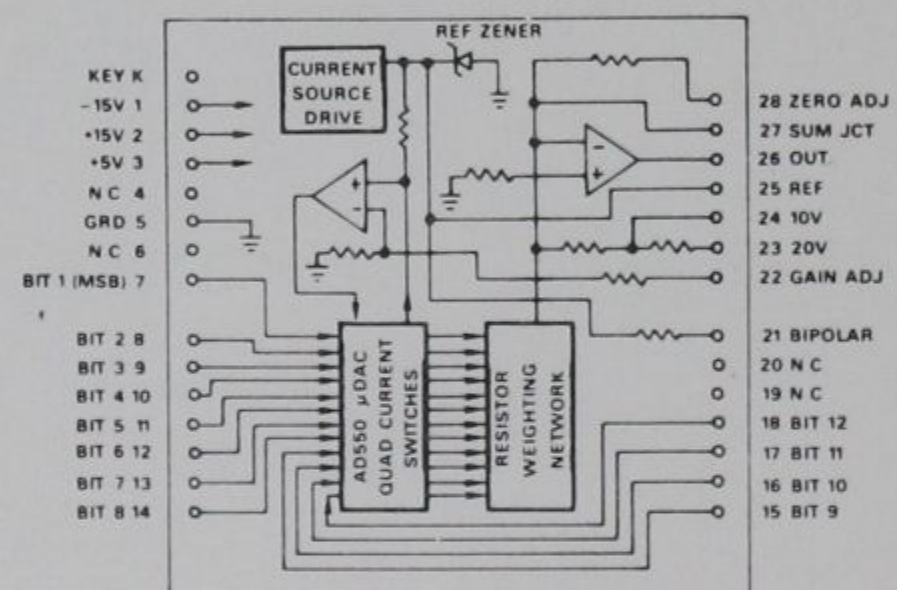 REF ZENER
CURRENT
SOURCE
DRIVE
KEY K
-15V 1
+15V 2
+5V 3
N C 4
GRD 5
N C 6
BIT 1 (MSB) 7
BIT 2 8
BIT 3 9
BIT 4 10
BIT 5 11
BIT 6 12
BIT 7 13
BIT 8 14
+
-
-
+
AD550 μDAC
QUAD CURRENT
SWITCHES
RESISTOR
WEIGHTING
NETWORK
28 ZERO ADJ
27 SUM JCT
26 OUT.
25 REF
24 10V
23 20V
22 GAIN ADJ
21 BIPOLAR
20 N C
19 N C
18 BIT 12
17 BIT 11
16 BIT 10
15 BIT 9